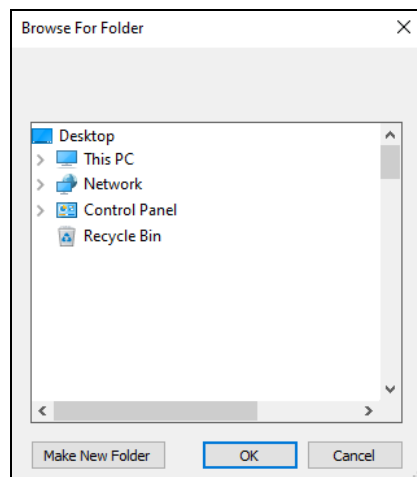 Browse For Folder
Desktop
This PC
Network
Control Panel
Recycle Bin
Make New Folder OK Cancel